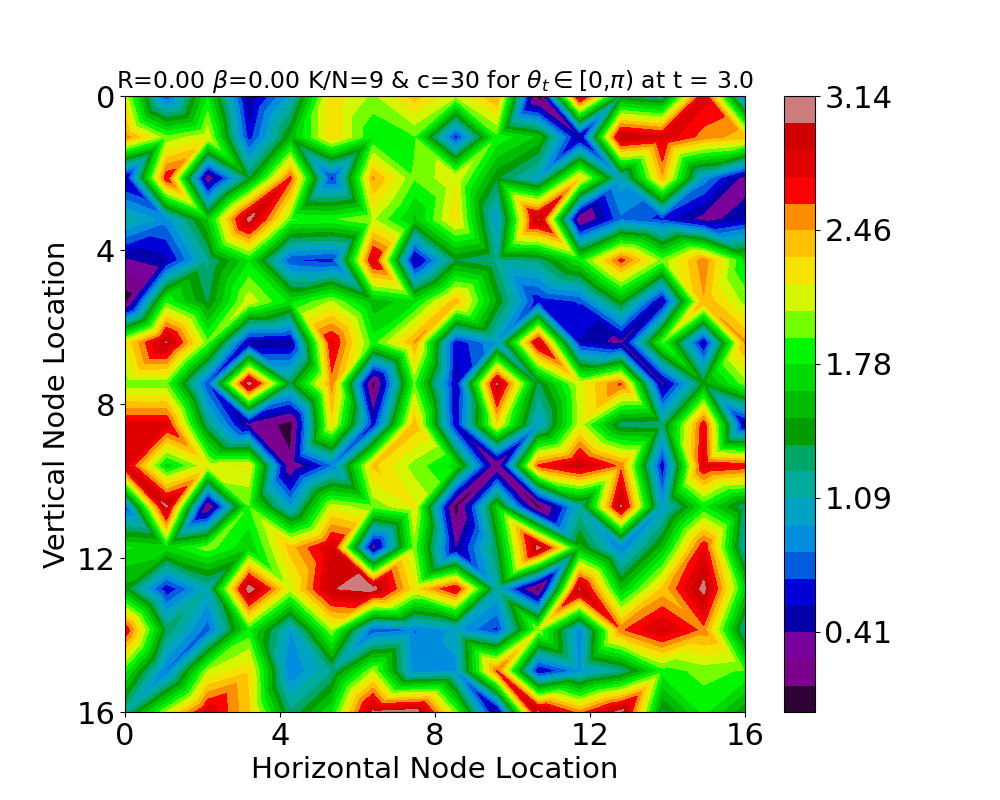 R=0.00 β=0.00 K/N=9 & c=30 for θₜ ∈ [0,π) at t = 3.0
0
4
8
12
16
0 4 8 12 16
Vertical Node Location
Horizontal Node Location
3.14
2.46
1.78
1.09
0.41